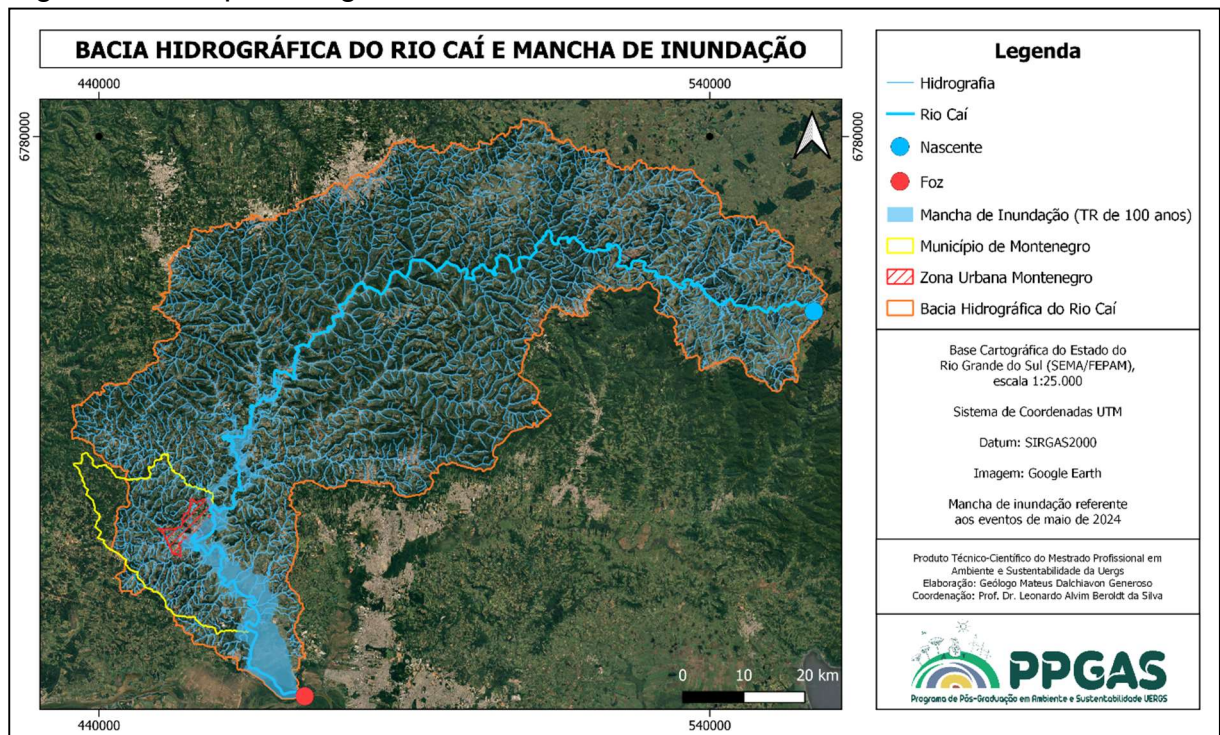 BACIA HIDROGRÁFICA DO RIO CAÍ E MANCHA DE INUNDAÇÃO
440000
540000
6780000
6780000
0 10 20 km
440000
540000
Legenda
Hidrografia
Rio Caí
Nascente
Foz
Mancha de Inundação (TR de 100 anos)
Município de Montenegro
Zona Urbana Montenegro
Bacia Hidrográfica do Rio Caí
Base Cartográfica do Estado do
Rio Grande do Sul (SEMA/FEPAM),
escala 1:25.000
Sistema de Coordenadas UTM
Datum: SIRGAS2000
Imagem: Google Earth
Mancha de inundação referente
aos eventos de maio de 2024
Produto Técnico-Científico do Mestrado Profissional em
Ambiente e Sustentabilidade da Uergs
Elaboração: Geólogo Mateus Dalchiavon Generoso
Coordenação: Prof. Dr. Leonardo Alvim Beroldt da Silva
PPGAS
Programa de Pós-Graduação em Ambiente e Sustentabilidade UERGS